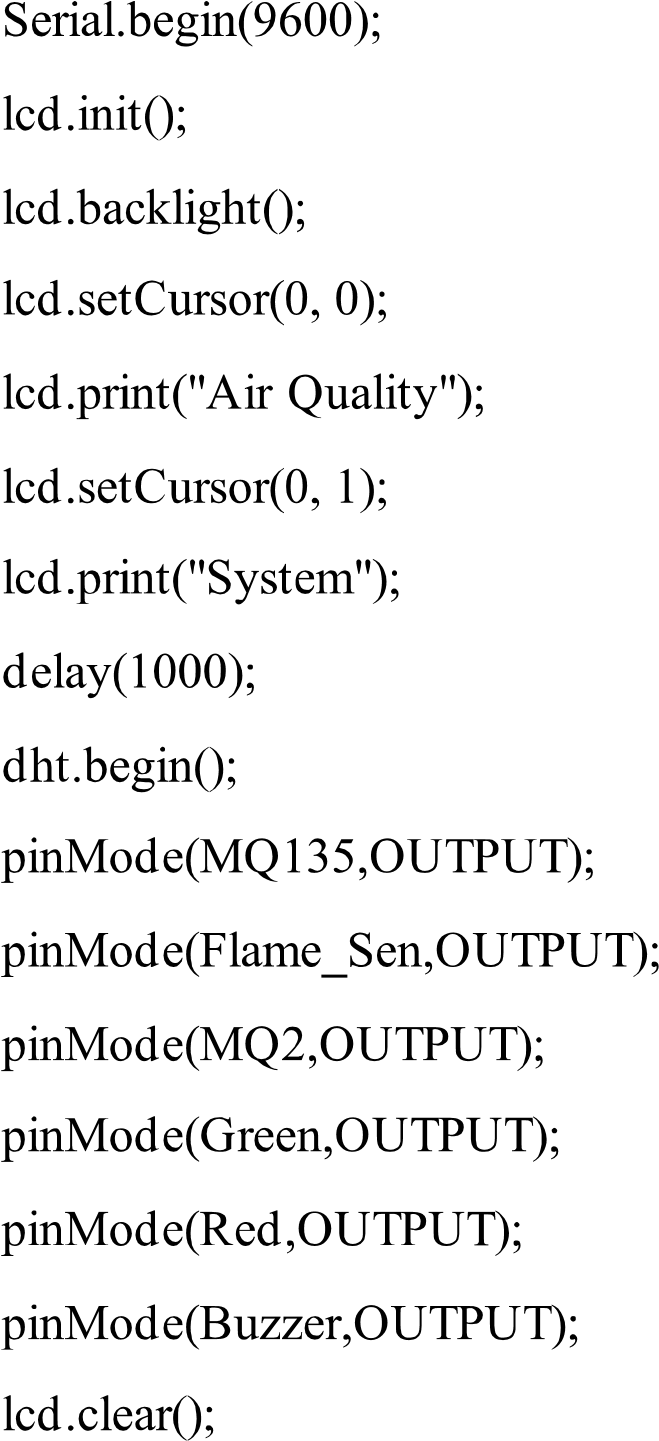 Serial.begin(9600);
lcd.init();
lcd.backlight();
lcd.setCursor(0, 0);
lcd.print("Air Quality");
lcd.setCursor(0, 1);
lcd.print("System");
delay(1000);
dht.begin();
pinMode(MQ135,OUTPUT);
pinMode(Flame_Sen,OUTPUT);
pinMode(MQ2,OUTPUT);
pinMode(Green,OUTPUT);
pinMode(Red,OUTPUT);
pinMode(Buzzer,OUTPUT);
lcd.clear();